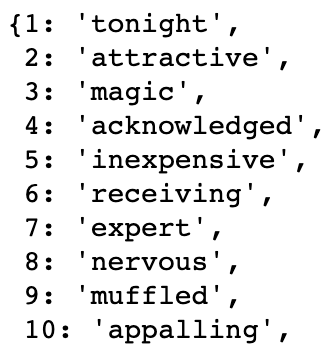 {1: 'tonight',
2: 'attractive',
3: 'magic',
4: 'acknowledged',
5: 'inexpensive',
6: 'receiving',
7: 'expert',
8: 'nervous',
9: 'muffled',
10: 'appalling',